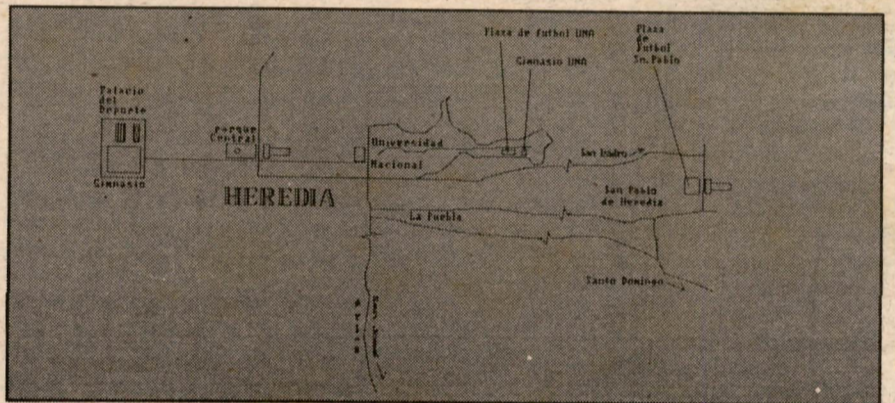 Plaza de futbol UNA
Gimnasio UNA
Plaza
de
Futbol
Sn. Pablo
Palacio
del
Deporte
Parque
Central
Universidad
Nacional
San Isidro
Gimnasio
HEREDIA
San Pablo
de Heredia
La Puebla
Santo Domingo